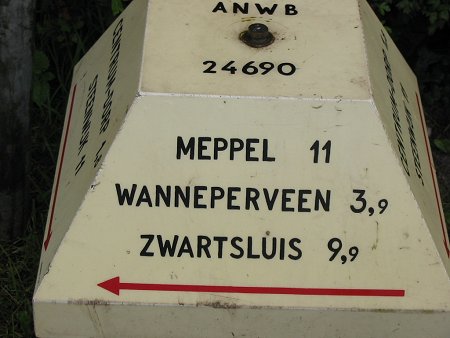 ANWB
24690
MEPPEL 11
WANNEPERVEEN 3,9
ZWARTSLUIS 9,9